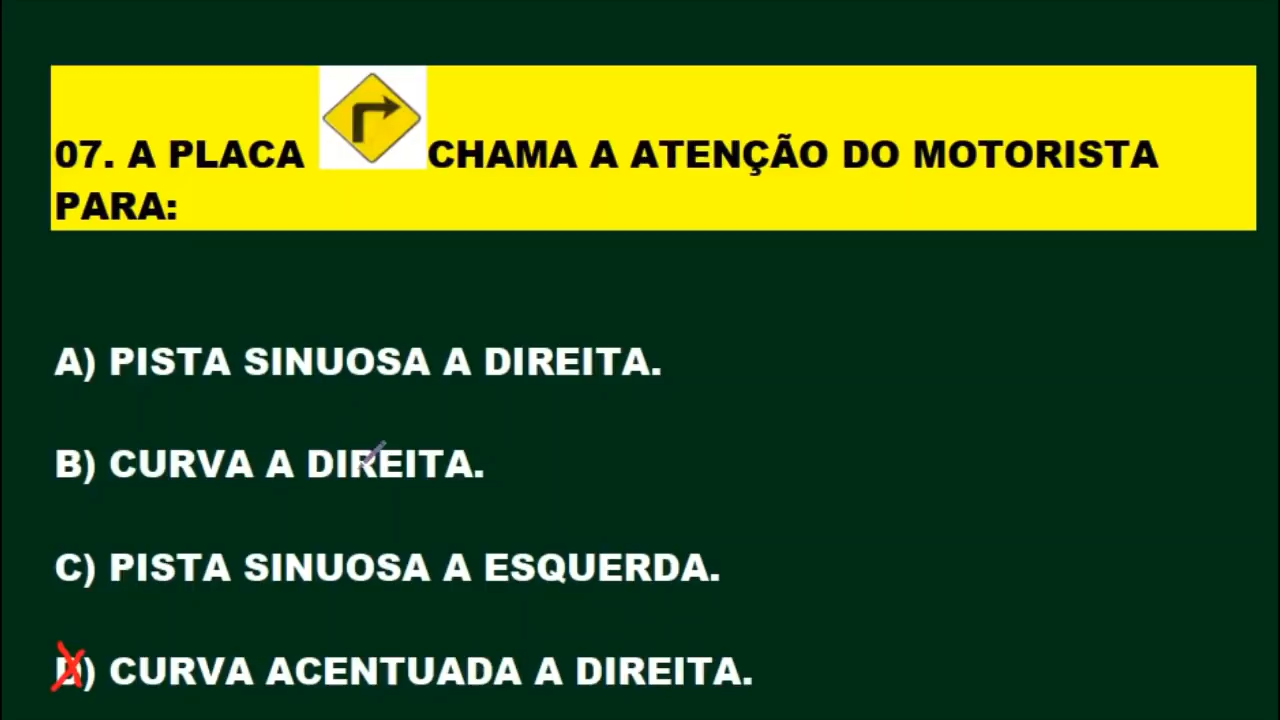 07. A PLACA CHAMA A ATENÇÃO DO MOTORISTA
PARA:
A) PISTA SINUOSA A DIREITA.
B) CURVA A DIREITA.
C) PISTA SINUOSA A ESQUERDA.
D) CURVA ACENTUADA A DIREITA.